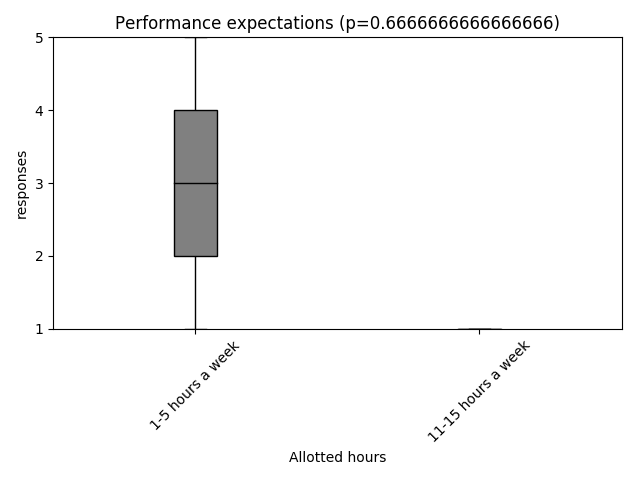 Performance expectations (p=0.6666666666666666)
responses
5
4
3
2
1
1-5 hours a week
11-15 hours a week
Allotted hours